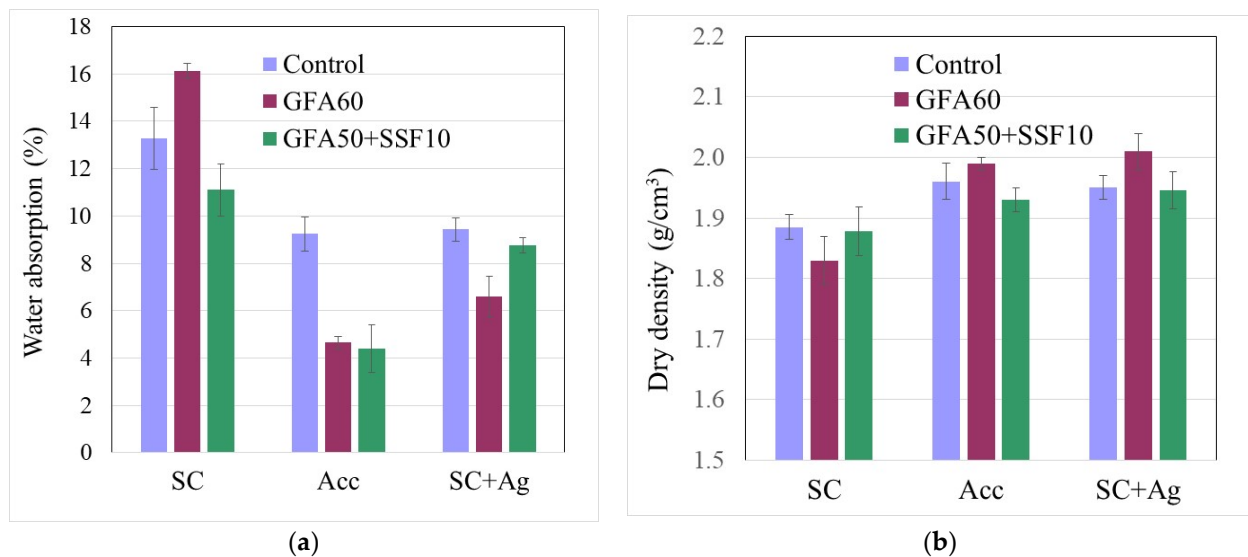 Water absorption (%)
18
16
14
12
10
8
6
4
2
0
Control
GFA60
GFA50+SSF10
SC Acc SC+Ag
(a)
Dry density (g/cm³)
2.2
2.1
2.0
1.9
1.8
1.7
1.6
1.5
Control
GFA60
GFA50+SSF10
SC Acc SC+Ag
(b)